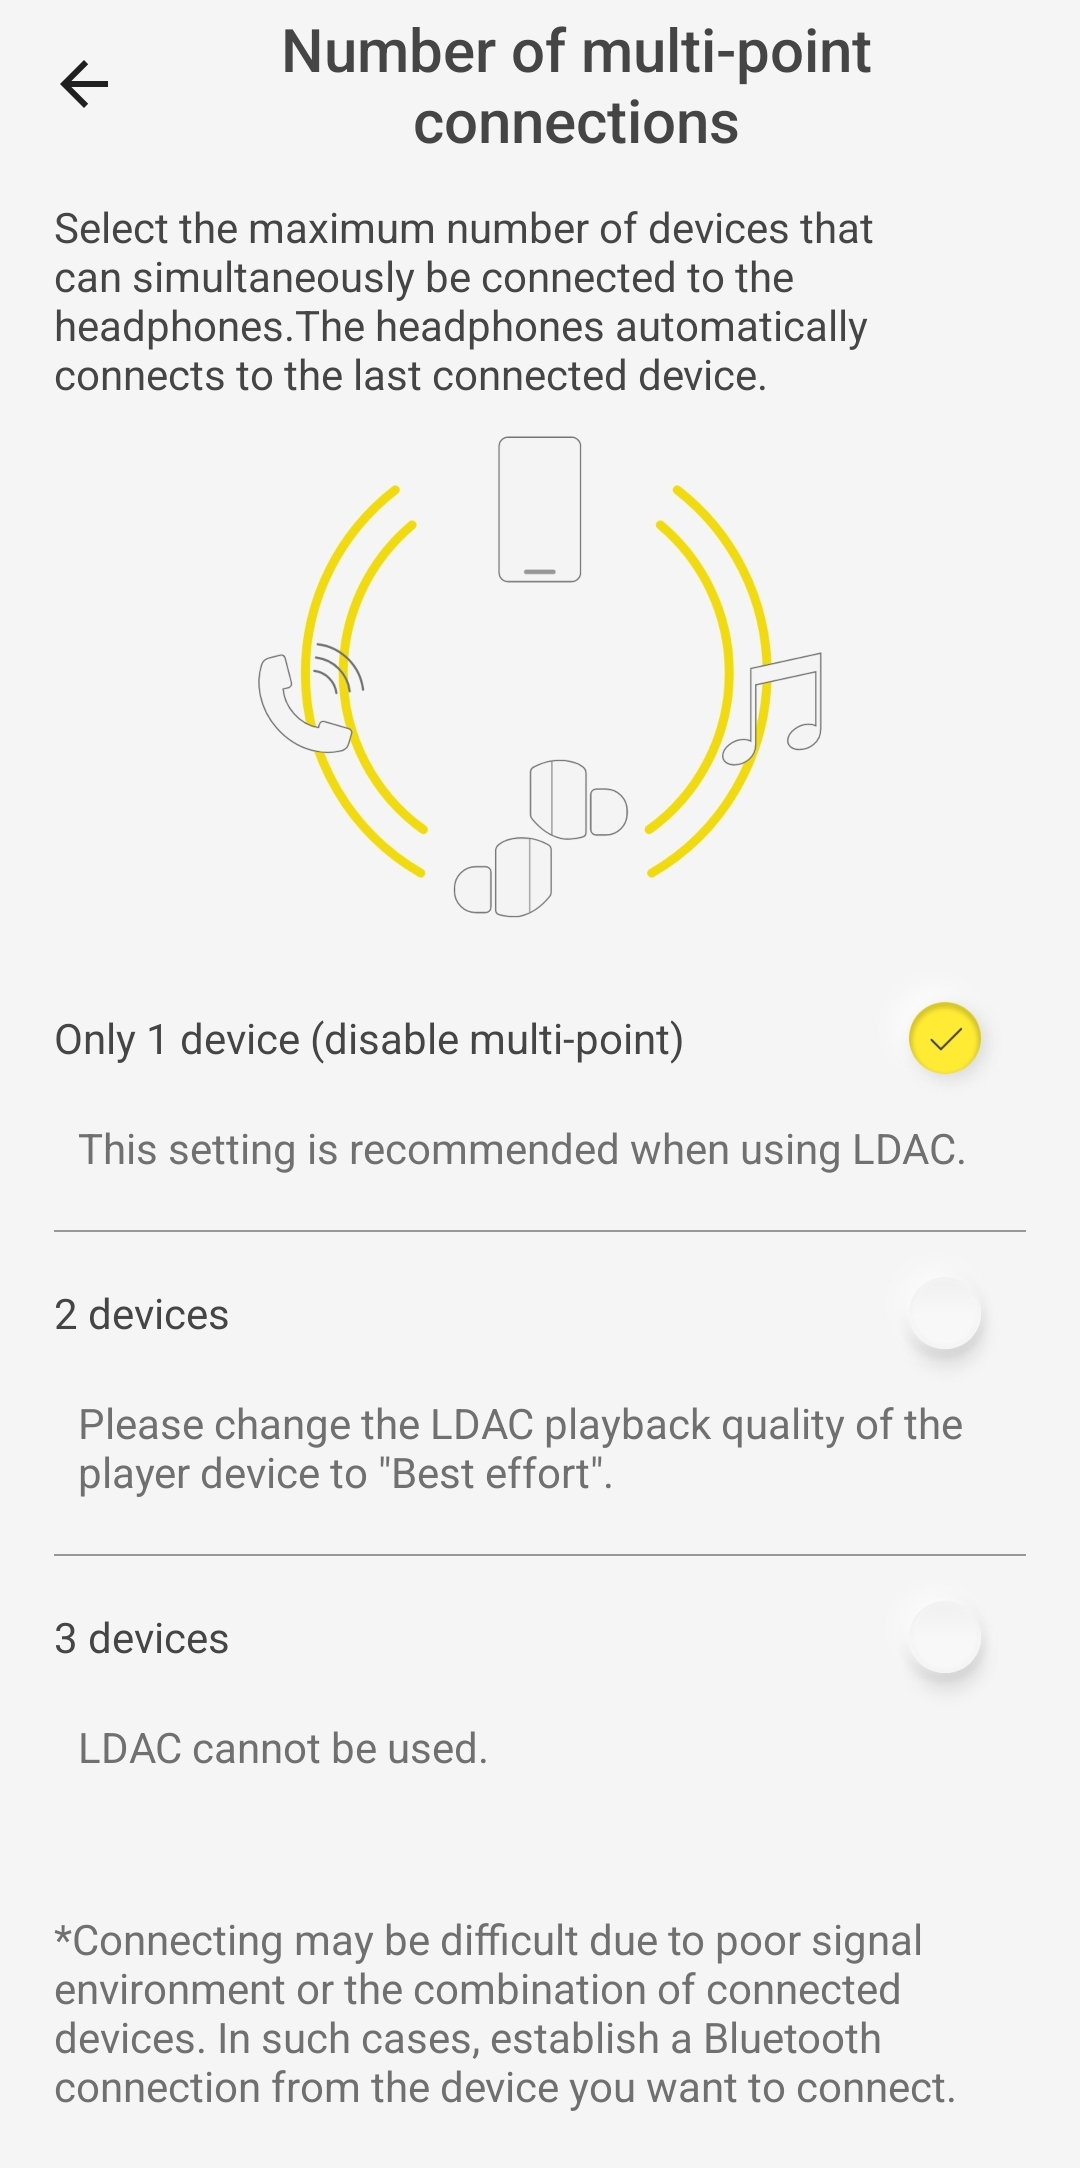 Number of multi-point
connections
Select the maximum number of devices that
can simultaneously be connected to the
headphones.The headphones automatically
connects to the last connected device.
Only 1 device (disable multi-point)
This setting is recommended when using LDAC.
2 devices
Please change the LDAC playback quality of the
player device to "Best effort".
3 devices
LDAC cannot be used.
*Connecting may be difficult due to poor signal
environment or the combination of connected
devices. In such cases, establish a Bluetooth
connection from the device you want to connect.